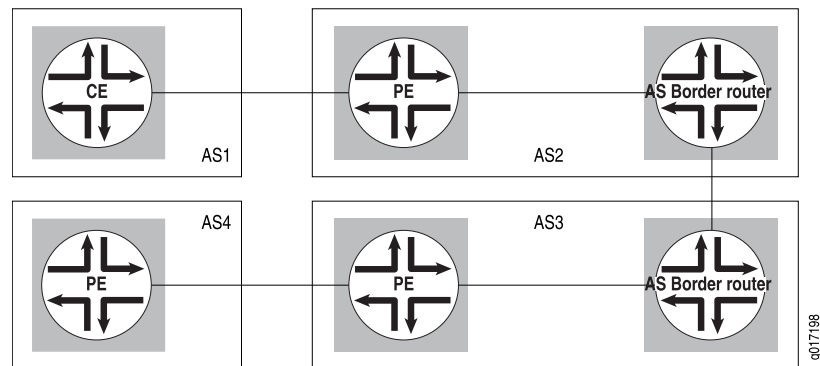 CE
PE
AS Border router
AS1
AS2
AS4
AS3
PE
PE
AS Border router
g017198